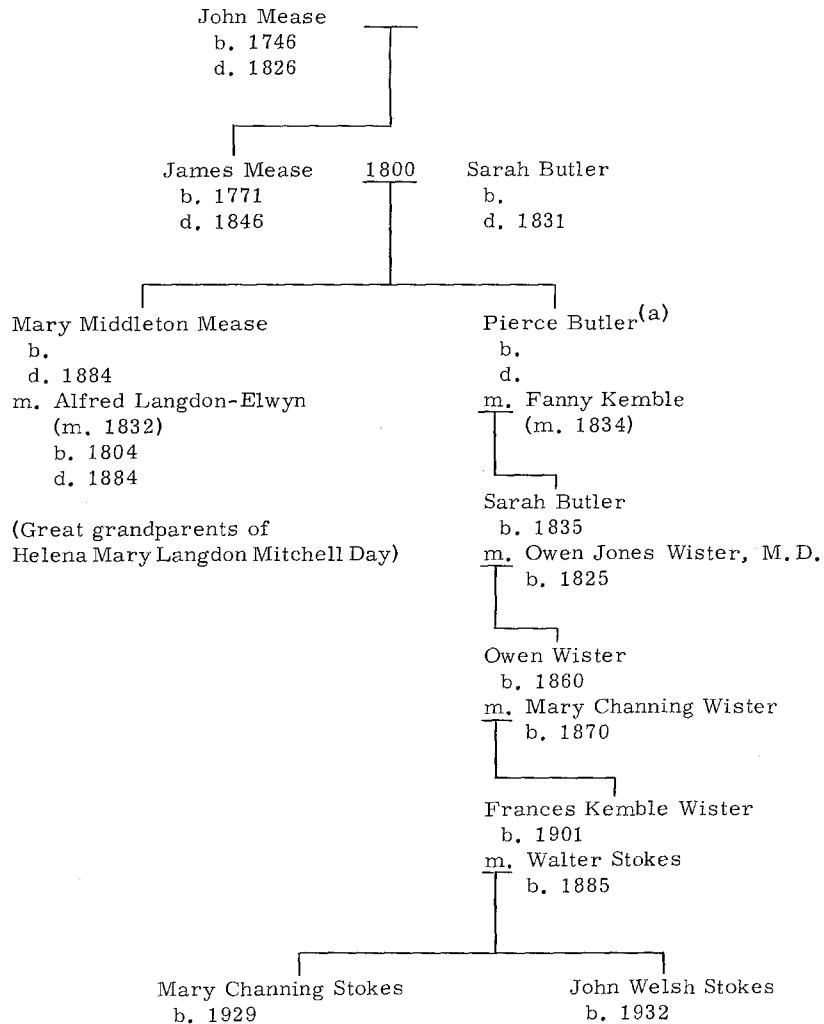 John Mease
b. 1746
d. 1826
James Mease
b. 1771
d. 1846
1800
Sarah Butler
b.
d. 1831
Mary Middleton Mease
b.
d. 1884
m. Alfred Langdon-Elwyn
(m. 1832)
b. 1804
d. 1884
(Great grandparents of
Helena Mary Langdon Mitchell Day)
Pierce Butler(a)
b.
d.
m. Fanny Kemble
(m. 1834)
Sarah Butler
b. 1835
m. Owen Jones Wister, M.D.
b. 1825
Owen Wister
b. 1860
m. Mary Channing Wister
b. 1870
Frances Kemble Wister
b. 1901
m. Walter Stokes
b. 1885
Mary Channing Stokes
b. 1929
John Welsh Stokes
b. 1932